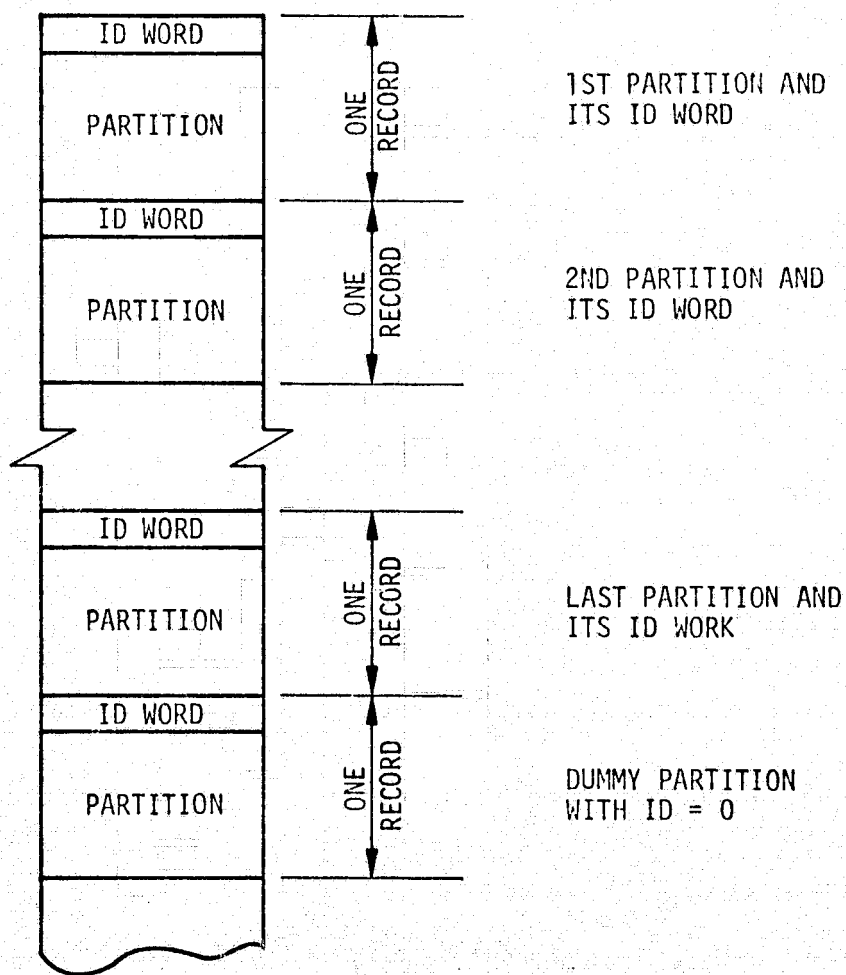 ID WORD
PARTITION
ONE
RECORD
1ST PARTITION AND
ITS ID WORD
ID WORD
PARTITION
ONE
RECORD
2ND PARTITION AND
ITS ID WORD
ID WORD
PARTITION
ONE
RECORD
LAST PARTITION AND
ITS ID WORK
ID WORD
PARTITION
ONE
RECORD
DUMMY PARTITION
WITH ID = 0